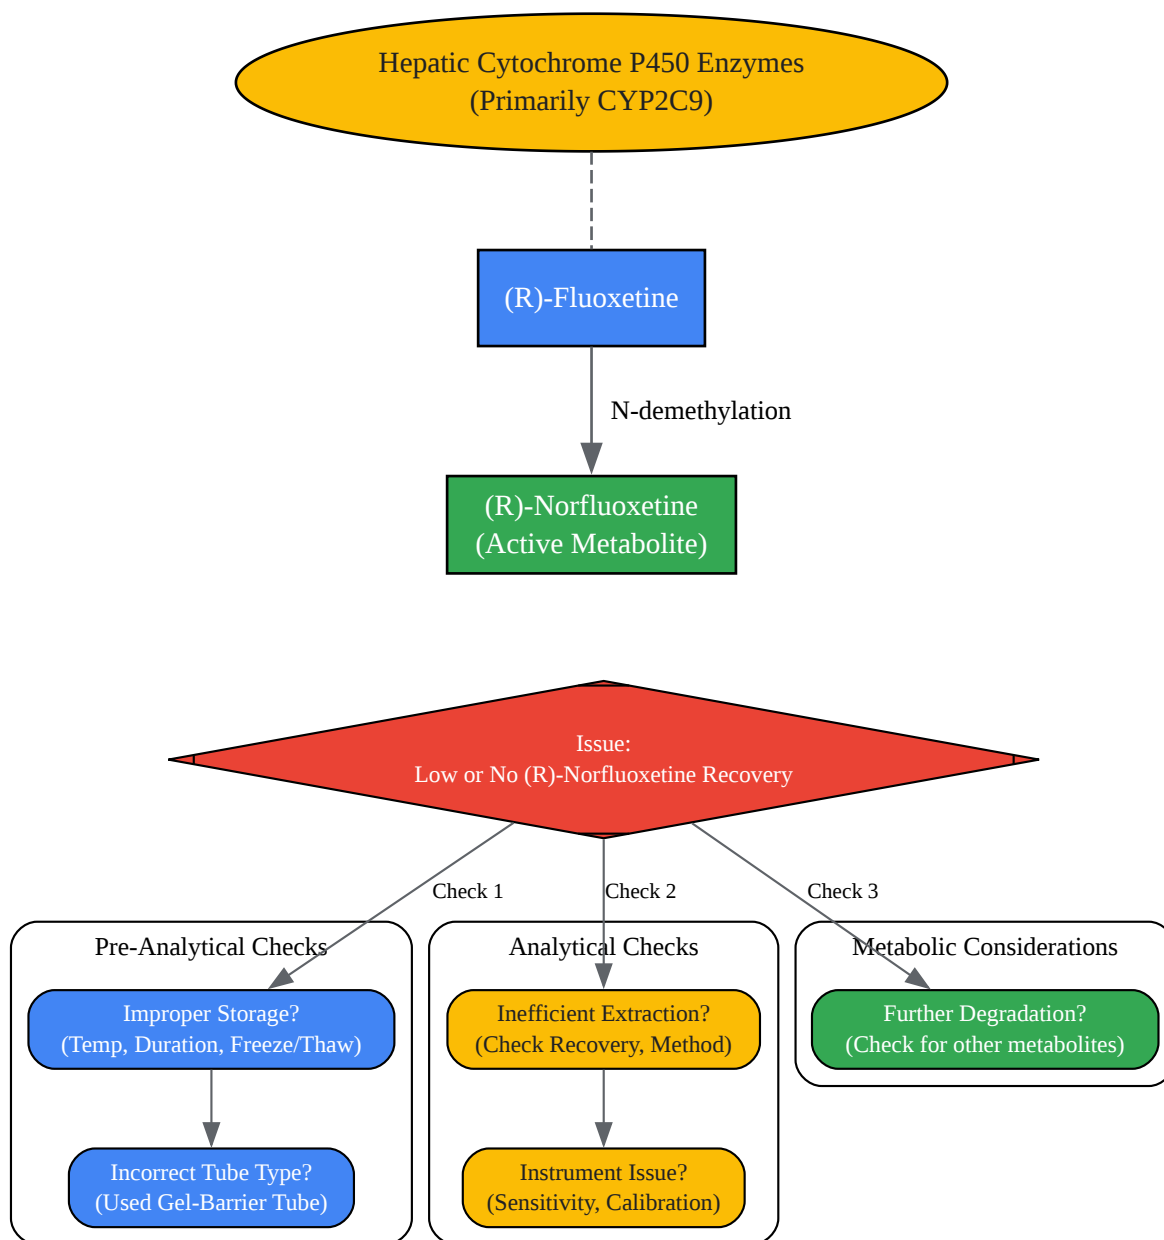 Hepatic Cytochrome P450 Enzymes
(Primarily CYP2C9)
(R)-Fluoxetine
N-demethylation
(R)-Norfluoxetine
(Active Metabolite)
Issue:
Low or No (R)-Norfluoxetine Recovery
Check 1
Check 2
Check 3
Pre-Analytical Checks
Improper Storage?
(Temp, Duration, Freeze/Thaw)
Incorrect Tube Type?
(Used Gel-Barrier Tube)
Analytical Checks
Inefficient Extraction?
(Check Recovery, Method)
Instrument Issue?
(Sensitivity, Calibration)
Metabolic Considerations
Further Degradation?
(Check for other metabolites)